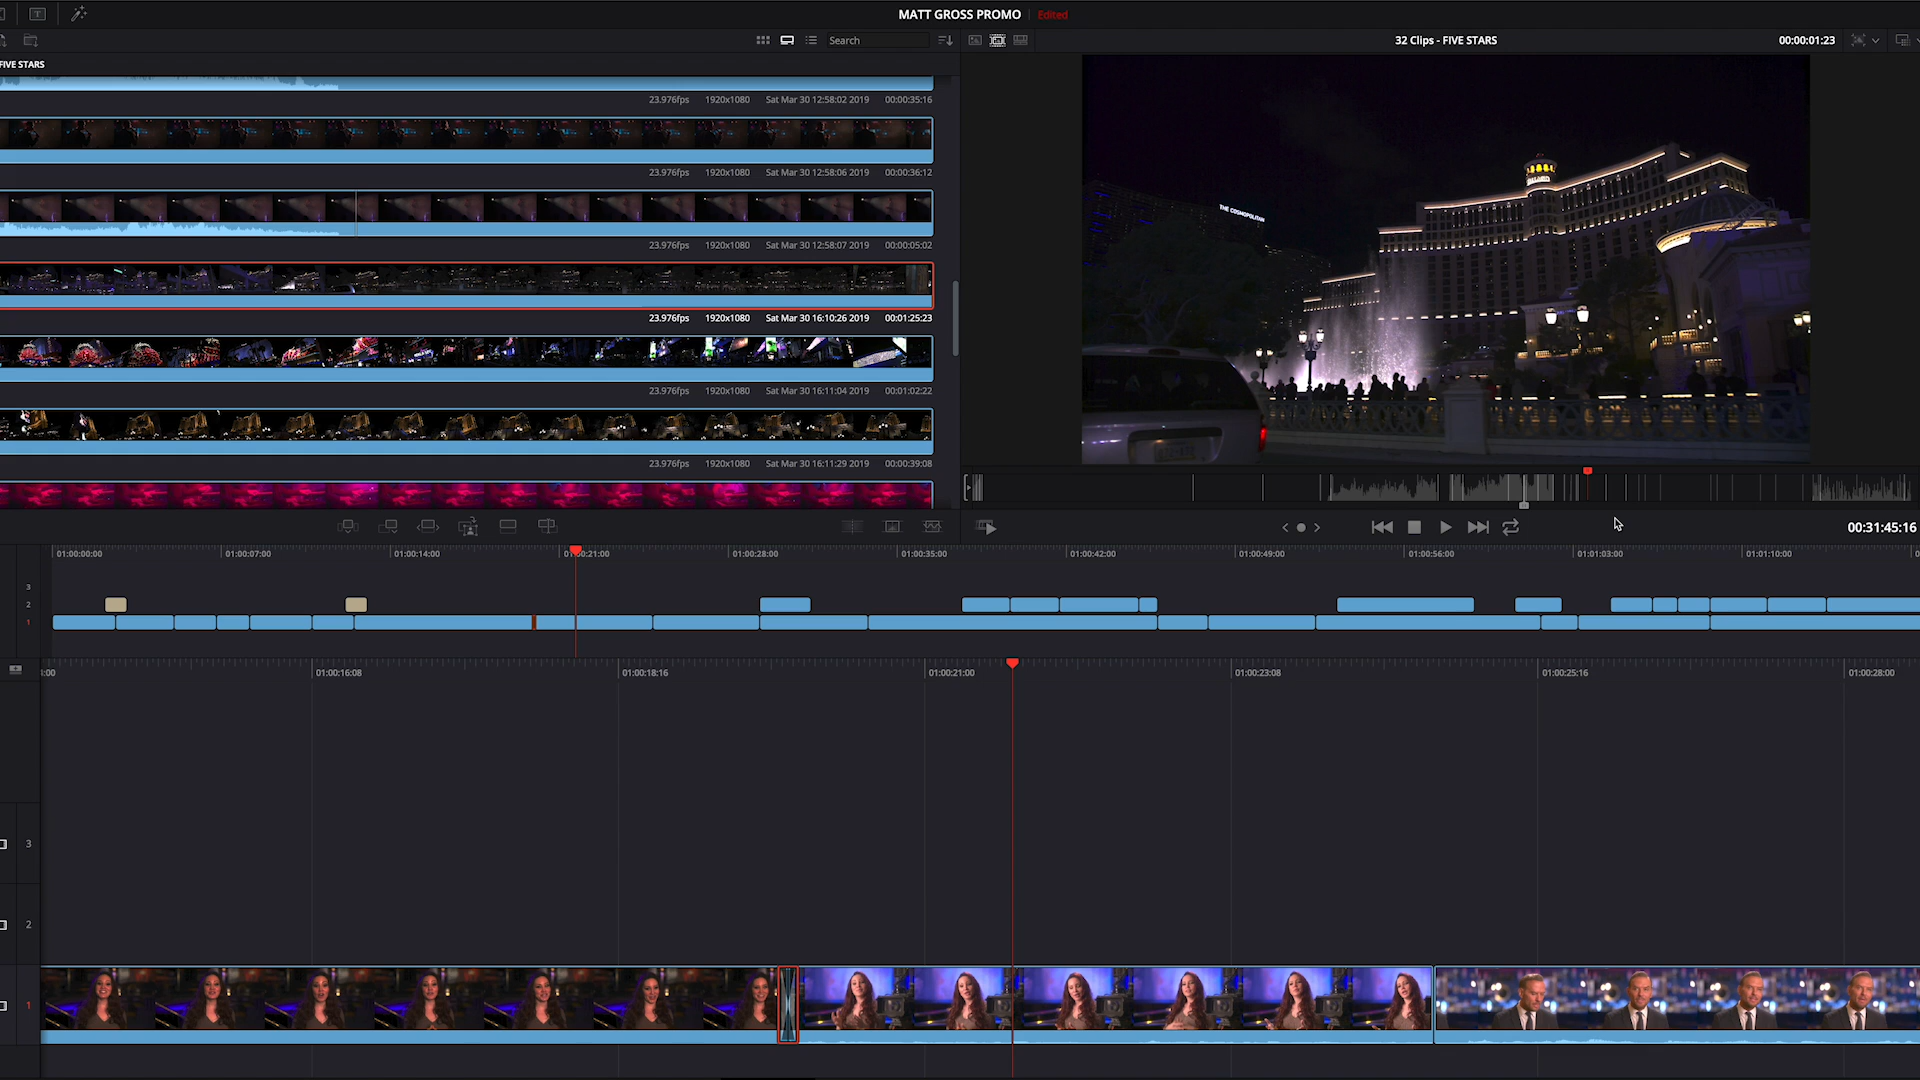 MATT GROSS PROMO Edited
Search
32 Clips - FIVE STARS 00:00:01:23
FIVE STARS
23.976fps 1920x1080 Sat Mar 30 12:58:02 2019 00:00:35:16
23.976fps 1920x1080 Sat Mar 30 12:58:06 2019 00:00:36:12
23.976fps 1920x1080 Sat Mar 30 12:58:07 2019 00:00:05:02
23.976fps 1920x1080 Sat Mar 30 16:10:26 2019 00:01:25:23
23.976fps 1920x1080 Sat Mar 30 16:11:04 2019 00:01:02:22
23.976fps 1920x1080 Sat Mar 30 16:11:29 2019 00:00:39:08
THE COSMOPOLITAN
00:31:45:16
01:00:00:00 01:00:07:00 01:00:14:00 01:00:21:00 01:00:28:00 01:00:35:00 01:00:42:00 01:00:49:00 01:00:56:00 01:01:03:00 01:01:10:00
3
2
1
:00 01:00:16:08 01:00:18:16 01:00:21:00 01:00:23:08 01:00:25:16 01:00:28:00
3
2
1